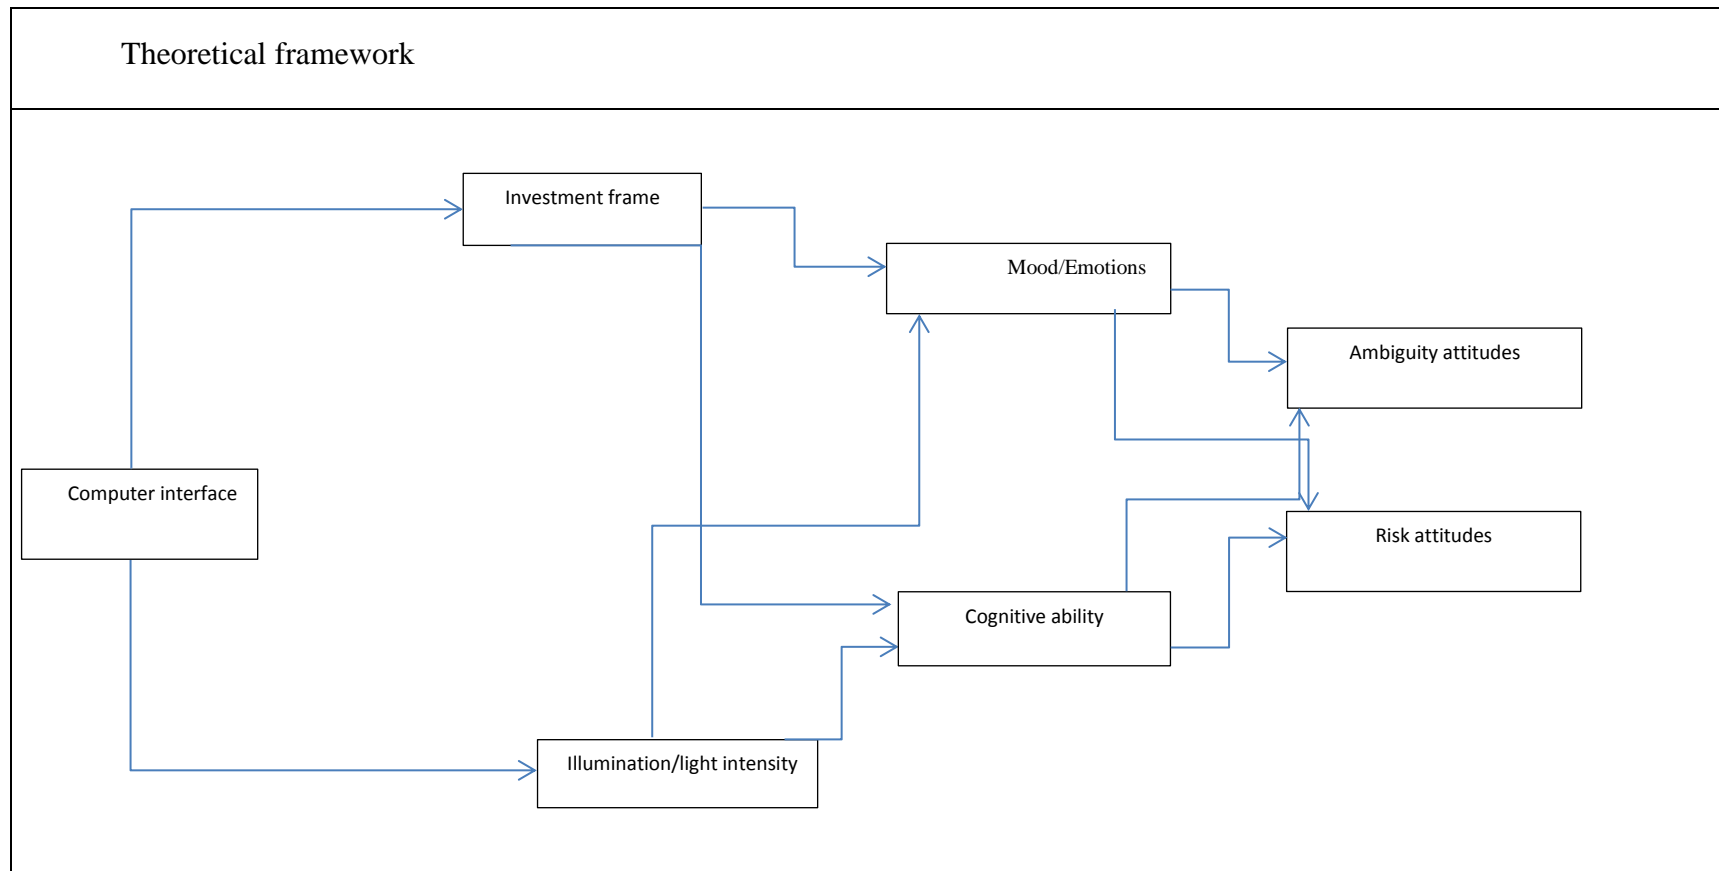 Theoretical framework
Investment frame
Mood/Emotions
Ambiguity attitudes
Computer interface
Risk attitudes
Cognitive ability
Illumination/light intensity